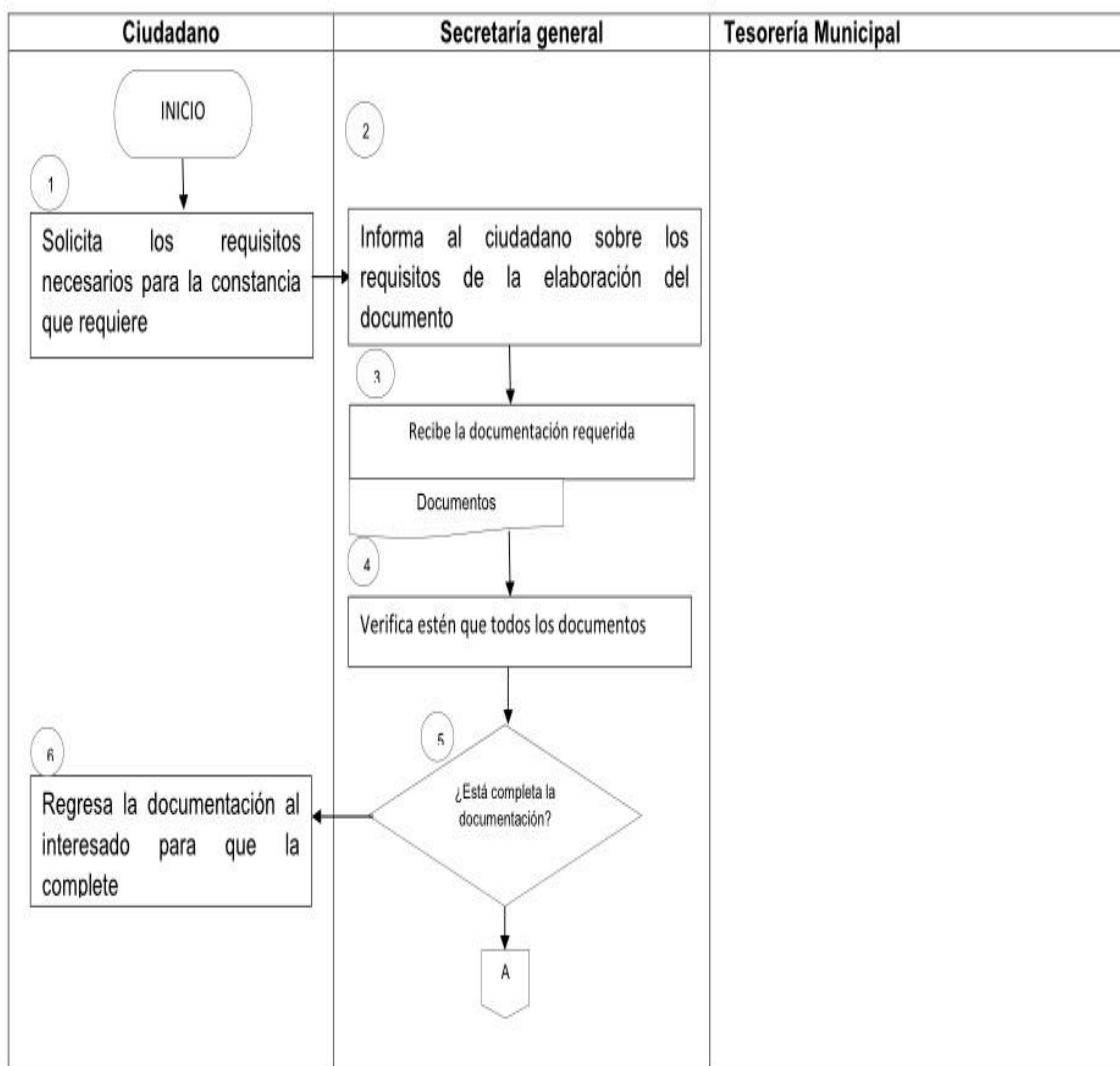 Ciudadano
Secretaría general
Tesorería Municipal
INICIO
1
Solicita los requisitos
necesarios para la constancia
que requiere
2
Informa al ciudadano sobre los
requisitos de la elaboración del
documento
3
Recibe la documentación requerida
Documentos
4
Verifica estén que todos los documentos
5
¿Está completa la
documentación?
6
Regresa la documentación al
interesado para que la
complete
A